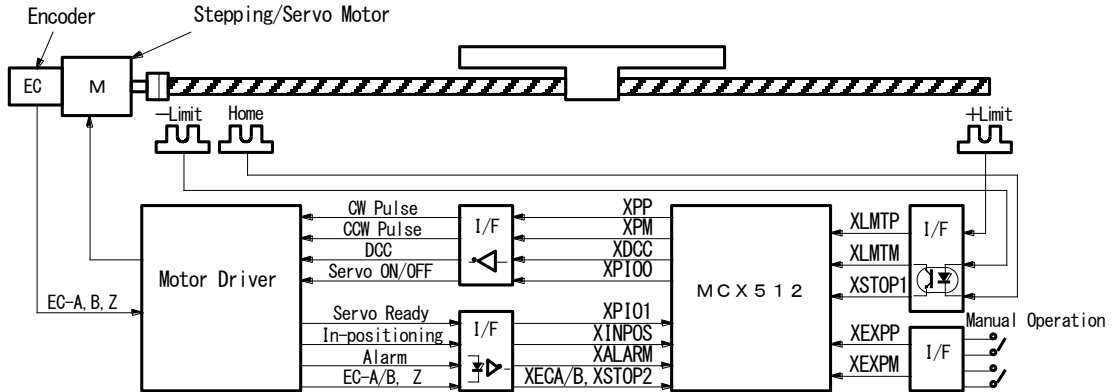 Encoder
Stepping/Servo Motor
EC
M
−Limit
Home
+Limit
CW Pulse
CCW Pulse
DCC
Servo ON/OFF
I/F
XPP
XPM
XDCC
XPIO0
XLMTP
XLMTM
XSTOP1
I/F
Motor Driver
MCX512
EC-A,B,Z
Servo Ready
In-positioning
Alarm
EC-A/B, Z
I/F
XPIO1
XINPOS
XALARM
XECA/B, XSTOP2
XEXPP
XEXPM
I/F
Manual Operation